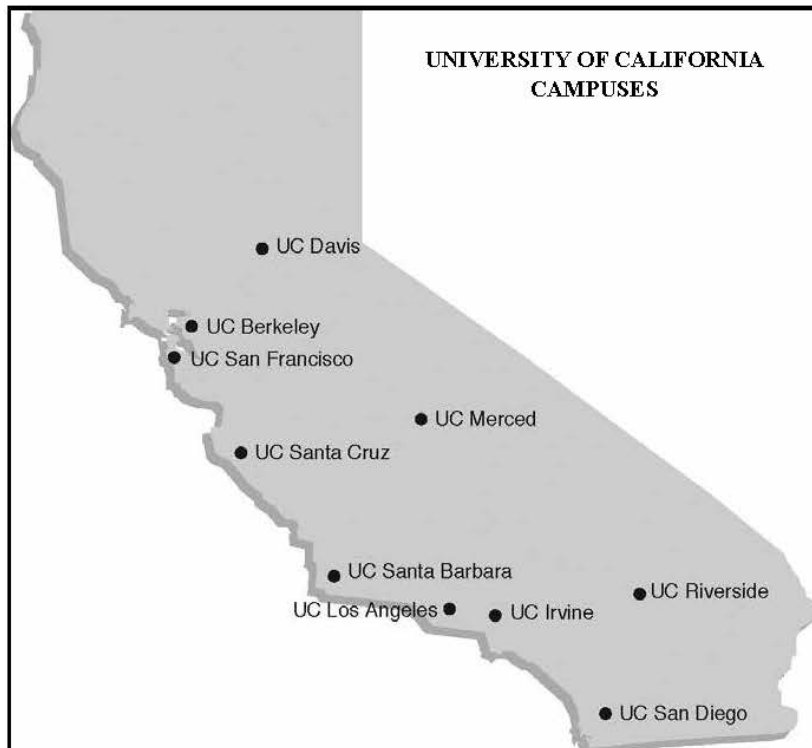 UNIVERSITY OF CALIFORNIA
CAMPUSES
UC Davis
UC Berkeley
UC San Francisco
UC Merced
UC Santa Cruz
UC Santa Barbara
UC Riverside
UC Los Angeles
UC Irvine
UC San Diego